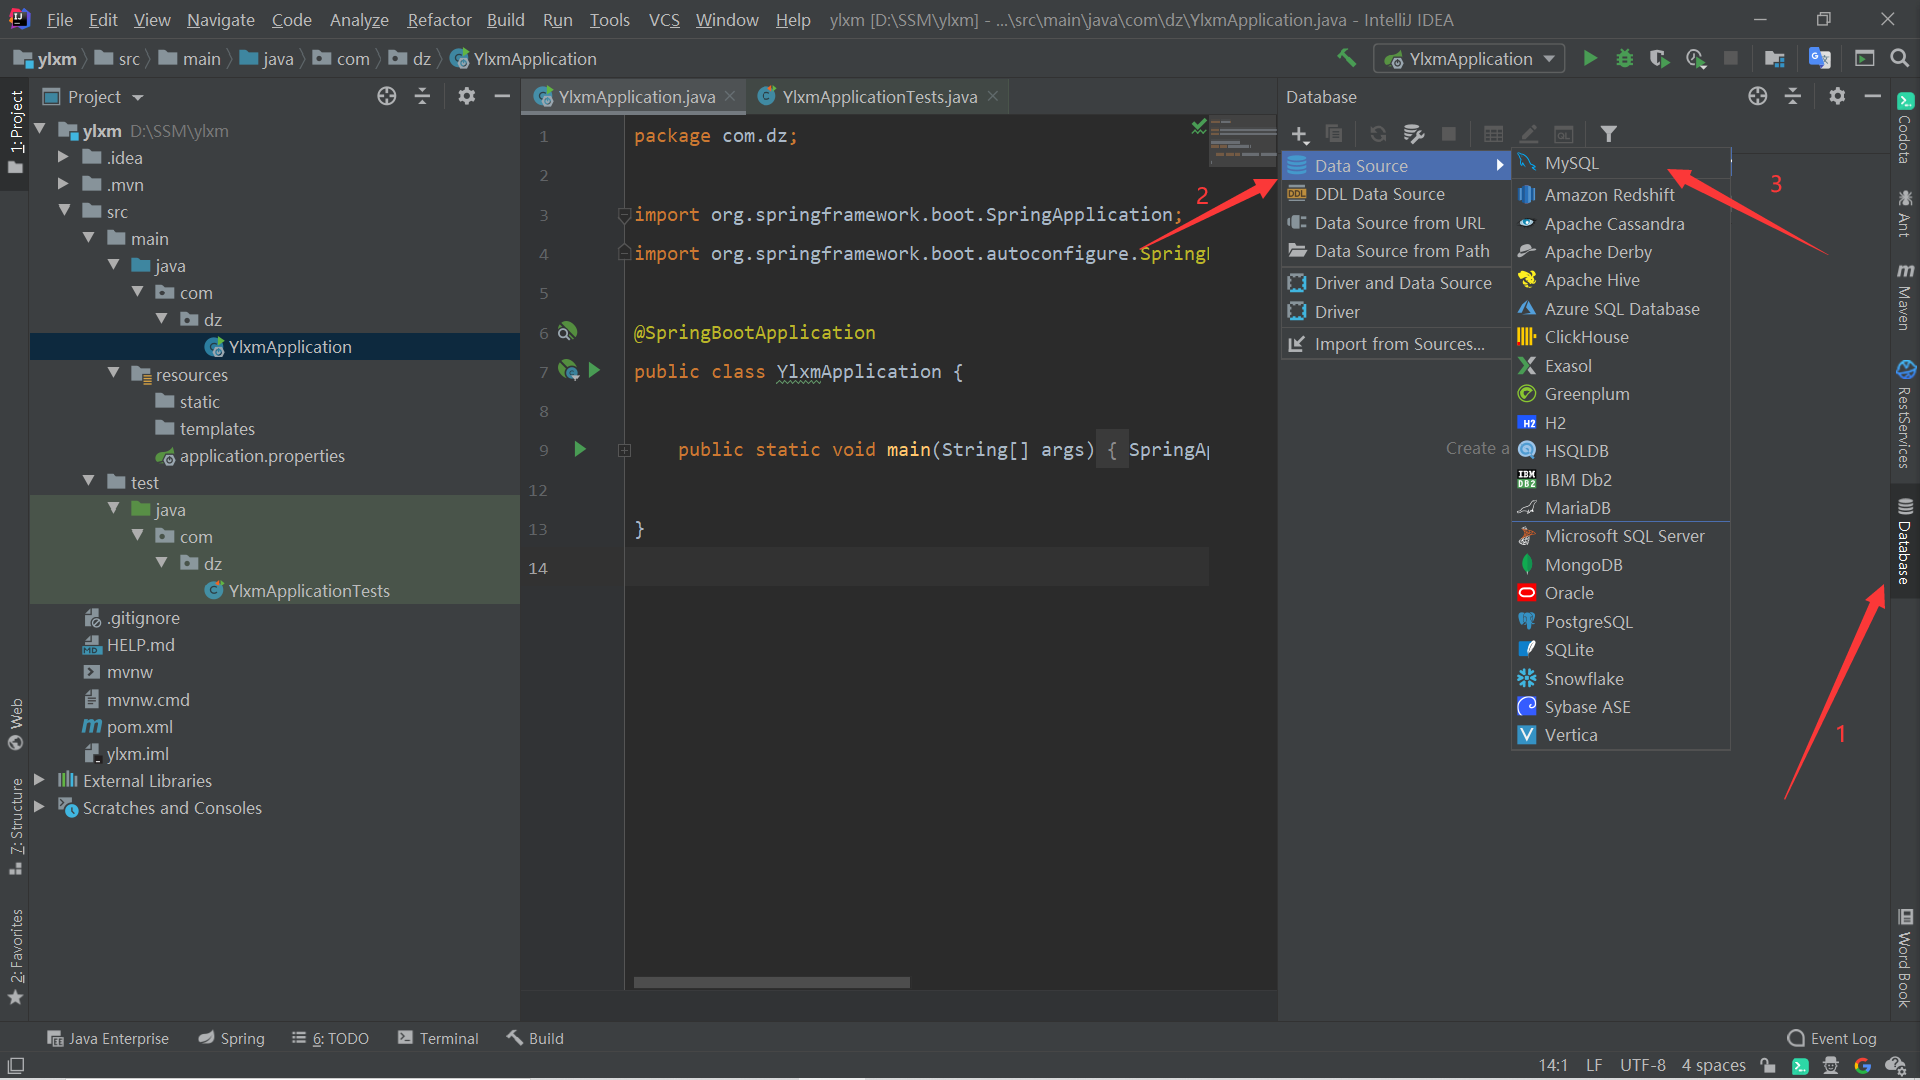 File Edit View Navigate Code Analyze Refactor Build Run Tools VCS Window Help ylxm [D:\SSM\ylxm] - ...\src\main\java\com\dz\YlxmApplication.java - IntelliJ IDEA
ylxm src main java com dz YlxmApplication
YlxmApplication
1: Project
Web
7: Structure
2: Favorites
Project
ylxm D:\SSM\ylxm
.idea
.mvn
src
main
java
com
dz
YlxmApplication
resources
static
templates
application.properties
test
java
com
dz
YlxmApplicationTests
.gitignore
HELP.md
mvnw
mvnw.cmd
pom.xml
ylxm.iml
External Libraries
Scratches and Consoles
YlxmApplication.java YlxmApplicationTests.java
1 package com.dz;
2
3 import org.springframework.boot.SpringApplication;
4 import org.springframework.boot.autoconfigure.Spring
5
6 @SpringBootApplication
7 public class YlxmApplication {
8
9 public static void main(String[] args) { SpringAp
12
13 }
14
Database
Data Source
DDL Data Source
Data Source from URL
Data Source from Path
Driver and Data Source
Driver
Import from Sources...
Create a
MySQL
Amazon Redshift
Apache Cassandra
Apache Derby
Apache Hive
Azure SQL Database
ClickHouse
Exasol
Greenplum
H2
HSQLDB
IBM Db2
MariaDB
Microsoft SQL Server
MongoDB
Oracle
PostgreSQL
SQLite
Snowflake
Sybase ASE
Vertica
2
3
1
Codota
Ant
Maven
RestServices
Database
Word Book
Java Enterprise Spring 6: TODO Terminal Build Event Log
14:1 LF UTF-8 4 spaces